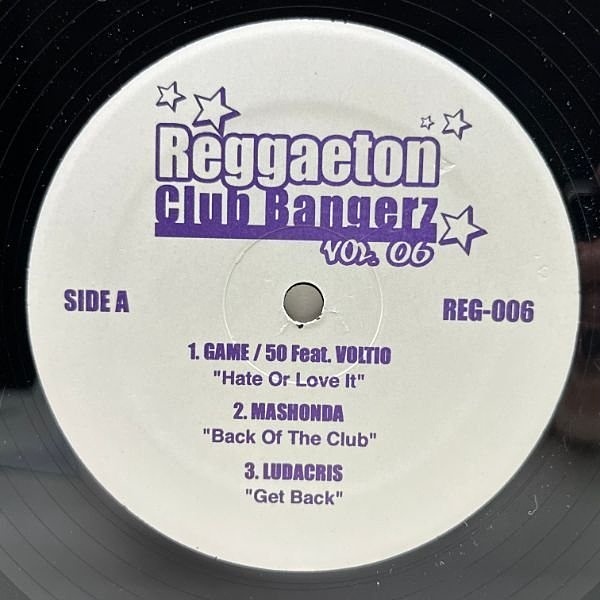 Reggaeton
Club Bangerz
VOL. 06
SIDE A
REG-006
1. GAME / 50 Feat. VOLTIO
"Hate Or Love It"
2. MASHONDA
"Back Of The Club"
3. LUDACRIS
"Get Back"